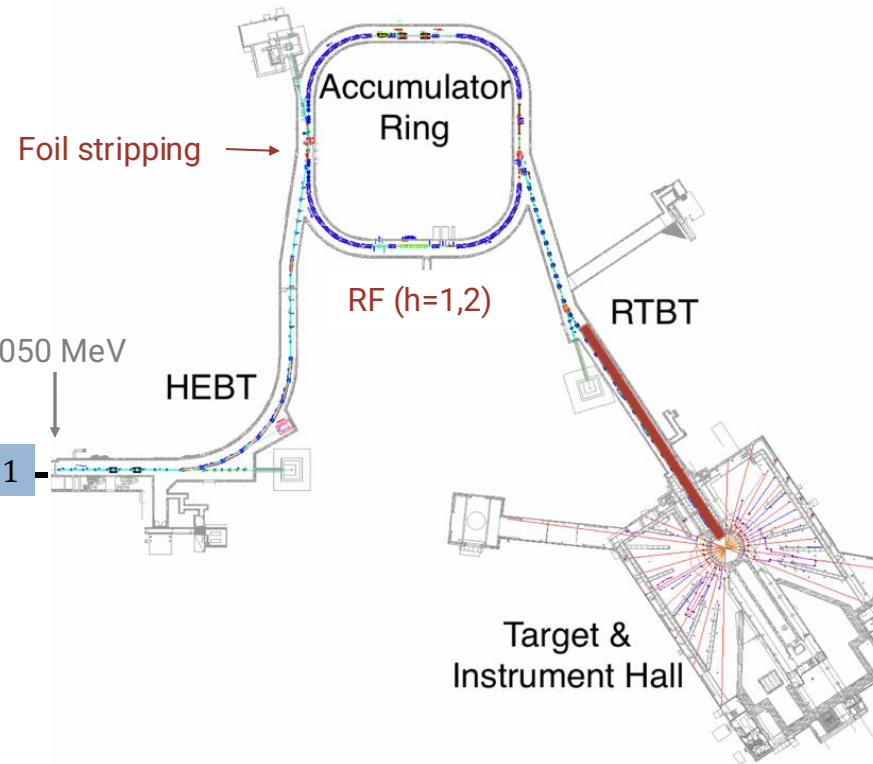 Accumulator
Ring
Foil stripping
RF (h=1,2)
RTBT
050 MeV
HEBT
1
Target &
Instrument Hall